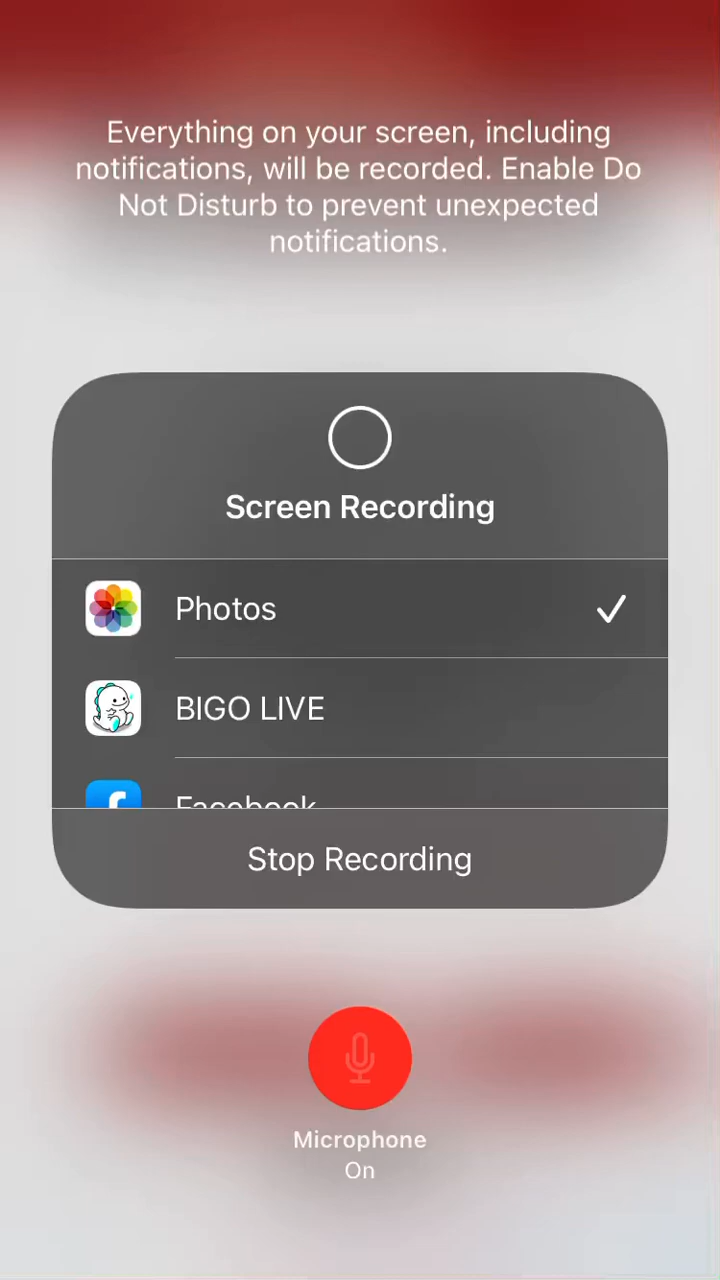 Everything on your screen, including
notifications, will be recorded. Enable Do
Not Disturb to prevent unexpected
notifications.
Screen Recording
Photos
BIGO LIVE
Facebook
Stop Recording
Microphone
On